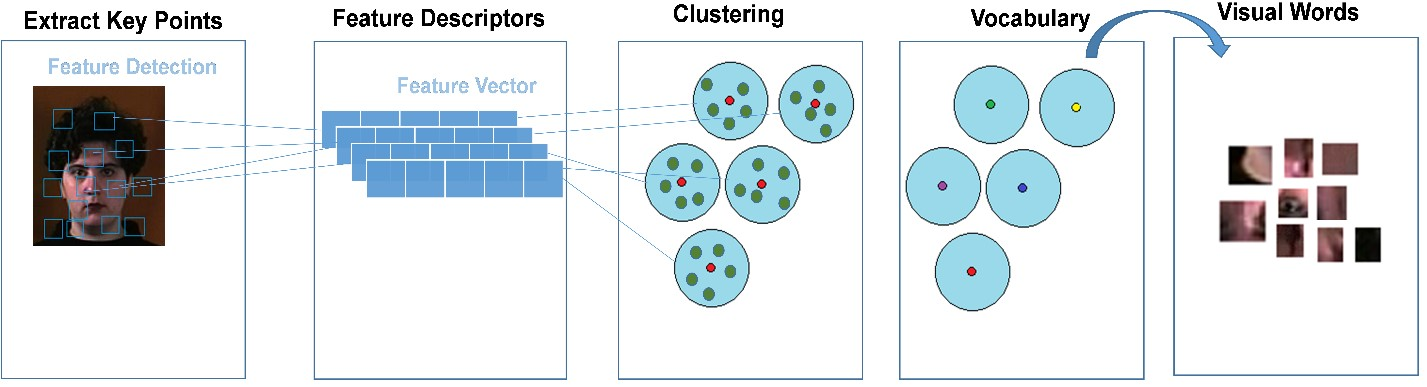 Extract Key Points
Feature Descriptors
Clustering
Vocabulary
Visual Words
Feature Detection
Feature Vector